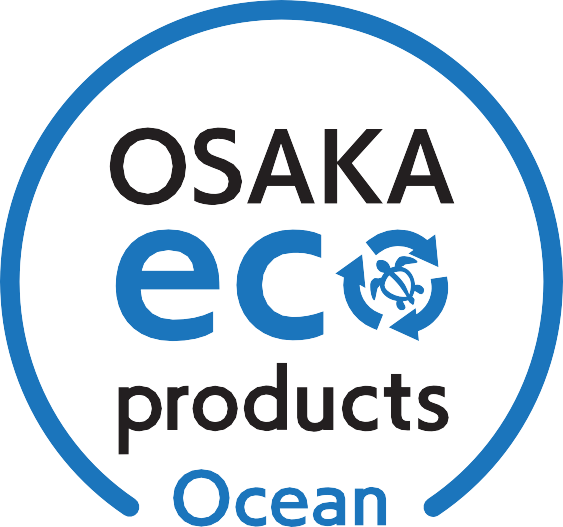 OSAKA
eco
products
Ocean